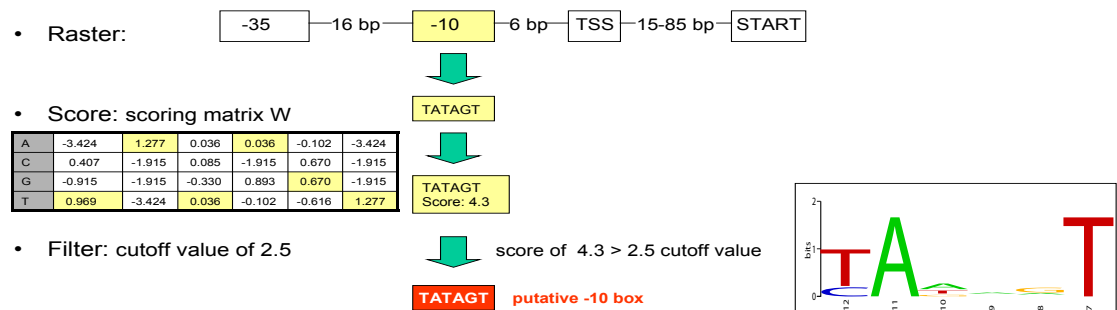 • Raster:
-35 16 bp -10 6 bp TSS 15-85 bp START
TATAGT
• Score: scoring matrix W
A -3.424 1.277 0.036 0.036 -0.102 -3.424
C 0.407 -1.915 0.085 -1.915 0.670 -1.915
G -0.915 -1.915 -0.330 0.893 0.670 -1.915
T 0.969 -3.424 0.036 -0.102 -0.616 1.277
TATAGT
Score: 4.3
• Filter: cutoff value of 2.5
score of 4.3 > 2.5 cutoff value
TATAGT putative -10 box
2
1
0
bits
T A T
C
12 11 10 9 8 7